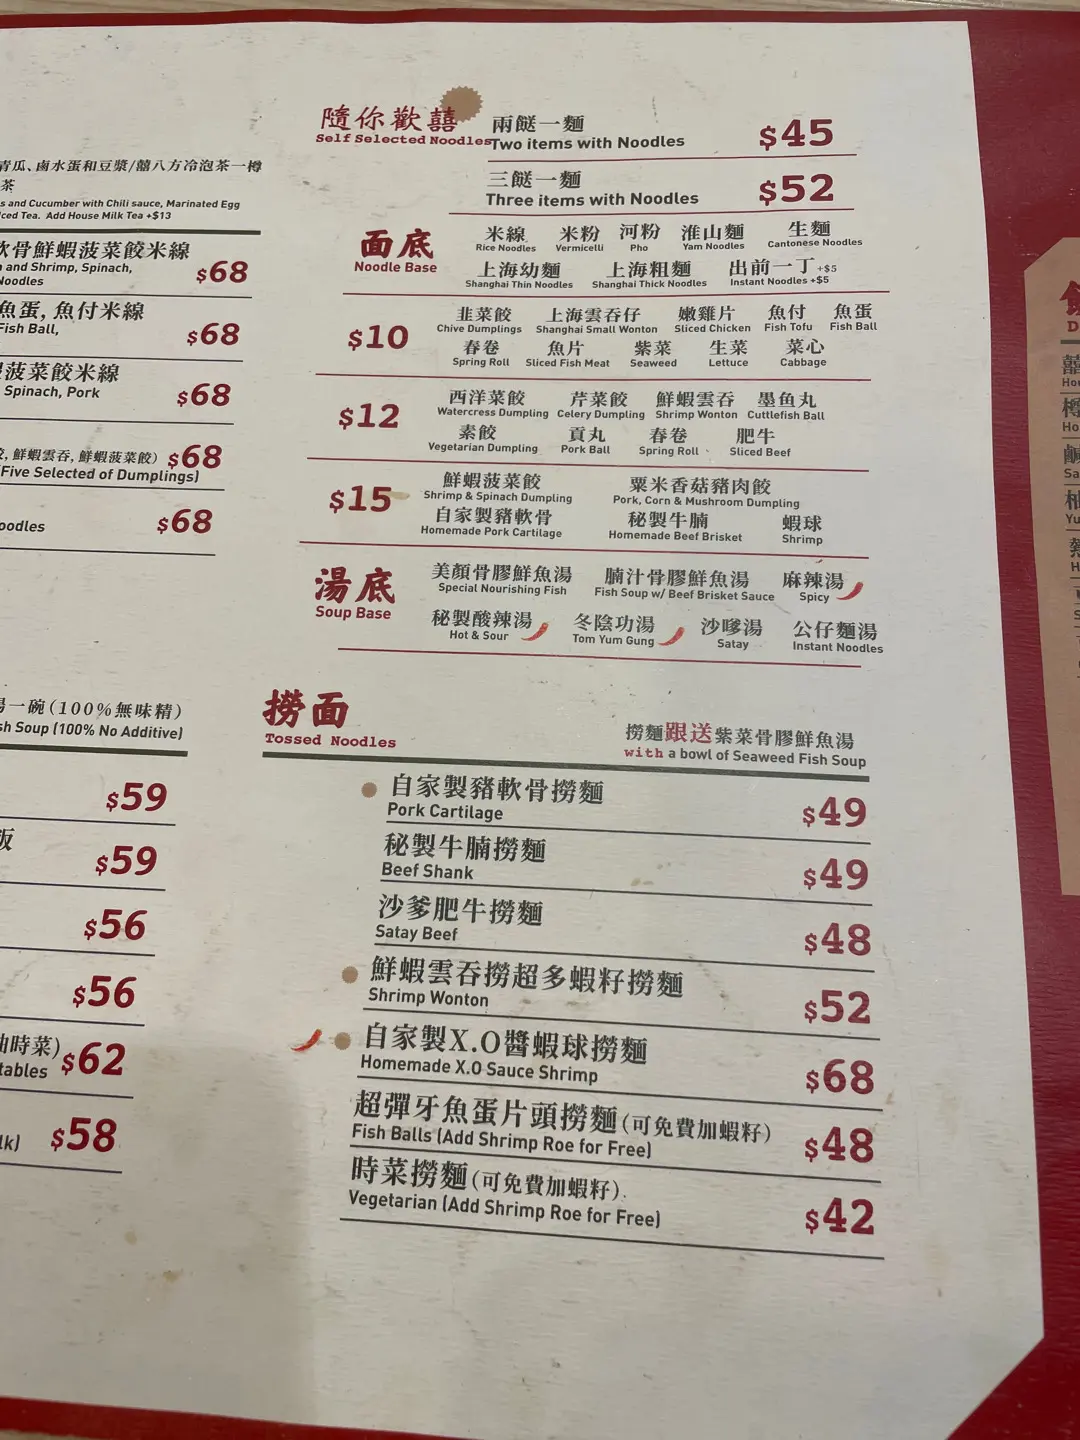 青瓜、鹵水蛋和豆漿/囍八方冷泡茶一樽
茶
s and Cucumber with Chili sauce, Marinated Egg
ced Tea. Add House Milk Tea +$13
軟骨鮮蝦菠菜餃米線
and Shrimp, Spinach,
Noodles
$68
魚蛋, 魚付米線
Fish Ball,
$68
菠菜餃米線
Spinach, Pork
$68
鮮蝦雲吞, 鮮蝦菠菜餃) $68
(Five Selected of Dumplings)
oodles
$68
湯一碗(100%無味精)
sh Soup (100% No Additive)
$59
飯
$59
$56
$56
油時菜) $62
tables
$58
隨你歡囍
Self Selected Noodles
兩餸一麵
Two items with Noodles
$45
三餸一麵
Three items with Noodles
$52
面底
Noodle Base
米線 米粉 河粉 淮山麵 生麵
Rice Noodles Vermicelli Pho Yam Noodles Cantonese Noodles
上海幼麵 上海粗麵 出前一丁+$5
Shanghai Thin Noodles Shanghai Thick Noodles Instant Noodles +$5
$10
韭菜餃 上海雲吞仔 嫩雞片 魚付 魚蛋
Chive Dumplings Shanghai Small Wonton Sliced Chicken Fish Tofu Fish Ball
春卷 魚片 紫菜 生菜 菜心
Spring Roll Sliced Fish Meat Seaweed Lettuce Cabbage
$12
西洋菜餃 芹菜餃 鮮蝦雲吞 墨魚丸
Watercress Dumpling Celery Dumpling Shrimp Wonton Cuttlefish Ball
素餃 貢丸 春卷 肥牛
Vegetarian Dumpling Pork Ball Spring Roll Sliced Beef
$15
鮮蝦菠菜餃 粟米香菇豬肉餃
Shrimp & Spinach Dumpling Pork, Corn & Mushroom Dumpling
自家製豬軟骨 秘製牛腩 蝦球
Homemade Pork Cartilage Homemade Beef Brisket Shrimp
湯底
Soup Base
美顏骨膠鮮魚湯 腩汁骨膠鮮魚湯 麻辣湯
Special Nourishing Fish Fish Soup w/ Beef Brisket Sauce Spicy
秘製酸辣湯 冬陰功湯 沙嗲湯 公仔麵湯
Hot & Sour Tom Yum Gung Satay Instant Noodles
撈面
Tossed Noodles
撈麵跟送紫菜骨膠鮮魚湯
with a bowl of Seaweed Fish Soup
自家製豬軟骨撈麵
Pork Cartilage
$49
秘製牛腩撈麵
Beef Shank
$49
沙爹肥牛撈麵
Satay Beef
$48
鮮蝦雲吞撈超多蝦籽撈麵
Shrimp Wonton
$52
自家製X.O醬蝦球撈麵
Homemade X.O Sauce Shrimp
$68
超彈牙魚蛋片頭撈麵(可免費加蝦籽)
Fish Balls (Add Shrimp Roe for Free)
$48
時菜撈麵(可免費加蝦籽).
Vegetarian (Add Shrimp Roe for Free)
$42